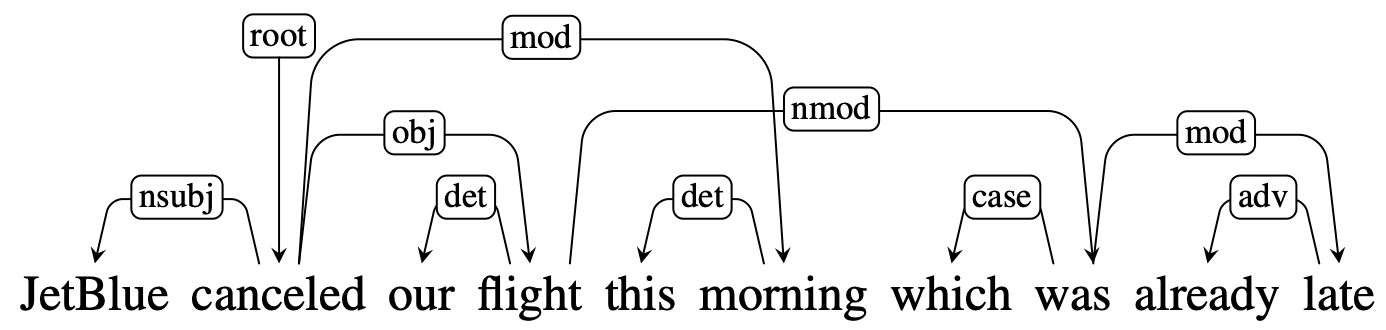 root mod
nmod
obj mod
nsubj det det case adv
JetBlue canceled our flight this morning which was already late